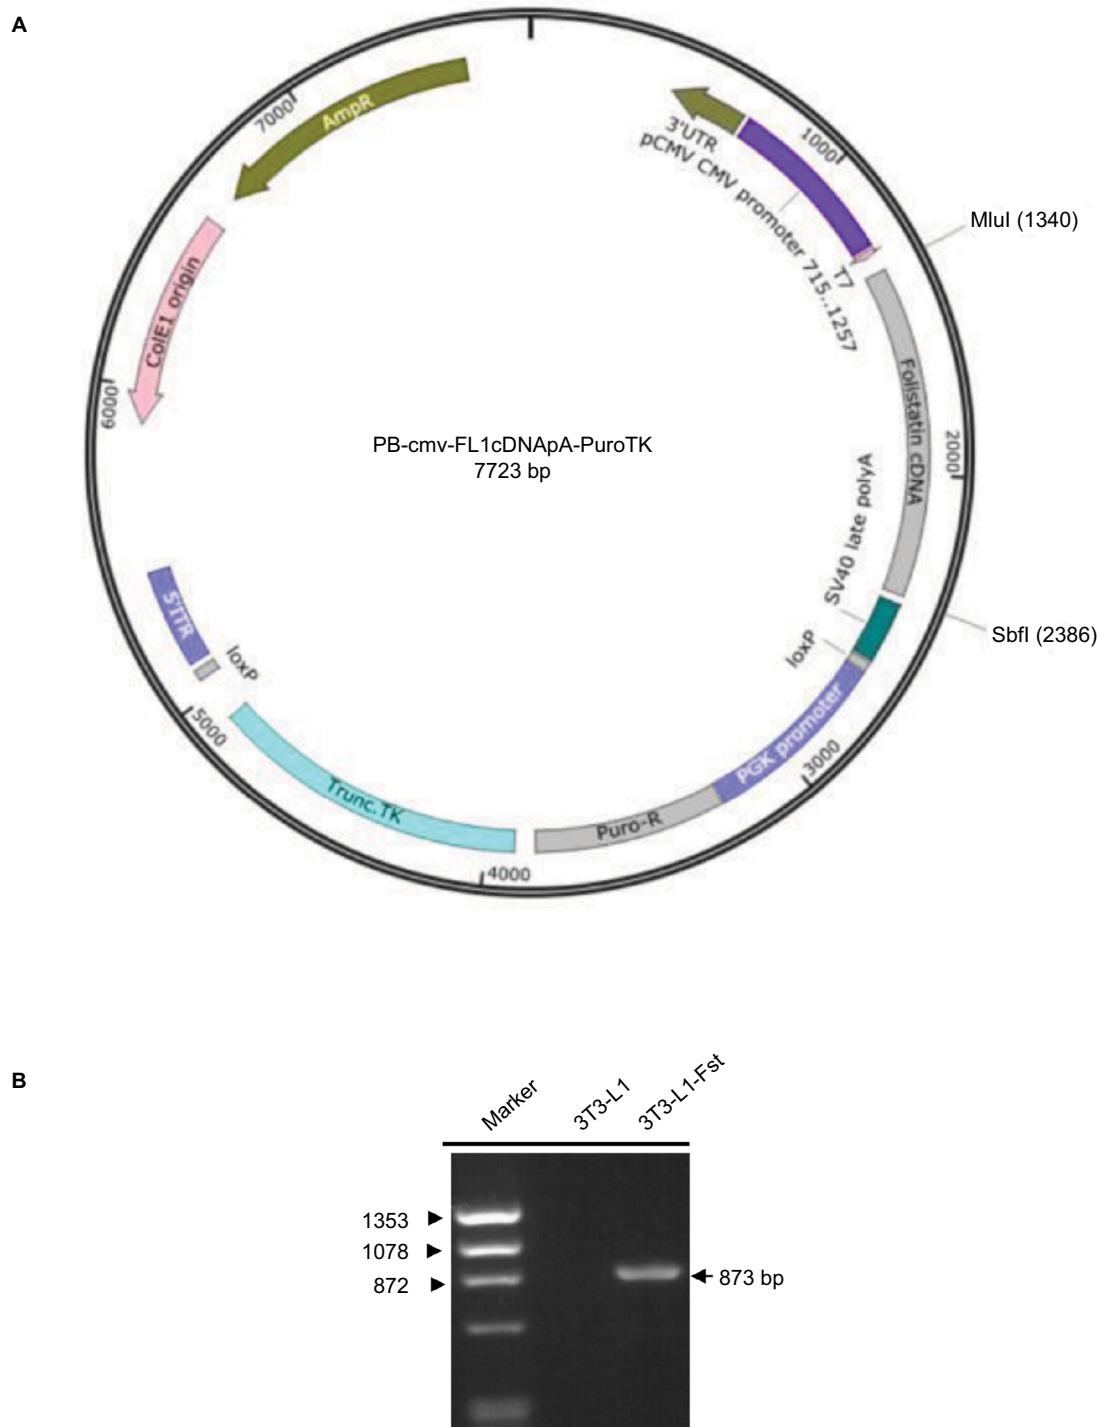 A
AmpR
7000
3'UTR
pCMV CMV promoter 715..1257
1000
T7
MluI (1340)
ColE1 origin
6000
Folistatin cDNA
2000
PB-cmv-FL1cDNApA-PuroTK
7723 bp
SV40 late polyA
SbfI (2386)
loxP
5'ITR
loxP
PGK promoter
3000
5000
Trunc.TK
Puro-R
4000
B
Marker
3T3-L1
3T3-L1-Fst
1353
1078
872
873 bp